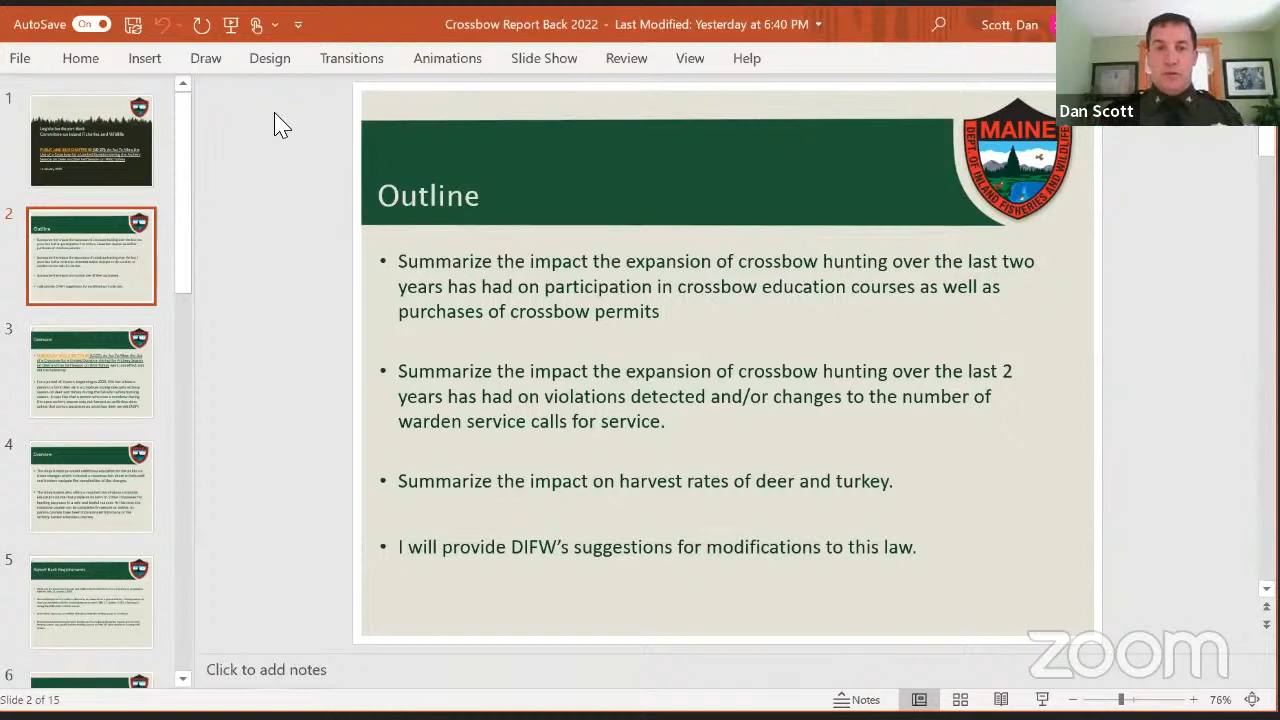 AutoSave On
Crossbow Report Back 2022 - Last Modified: Yesterday at 6:40 PM
Scott, Dan
File Home Insert Draw Design Transitions Animations Slide Show Review View Help
Dan Scott
1
2
Outline
3
Overview
4
Overview
5
6
Outline
MAINE
DEPT. OF INLAND FISHERIES AND WILDLIFE
• Summarize the impact the expansion of crossbow hunting over the last two
years has had on participation in crossbow education courses as well as
purchases of crossbow permits
• Summarize the impact the expansion of crossbow hunting over the last 2
years has had on violations detected and/or changes to the number of
warden service calls for service.
• Summarize the impact on harvest rates of deer and turkey.
• I will provide DIFW's suggestions for modifications to this law.
zoom
Click to add notes
Slide 2 of 15
Notes
76%